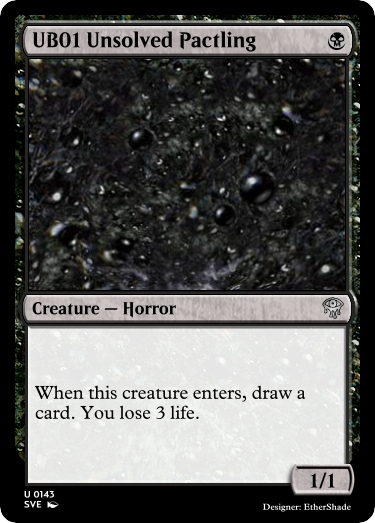 UB01 Unsolved Pactling
Creature — Horror
When this creature enters, draw a
card. You lose 3 life.
1/1
U 0143
SVE
Designer: EtherShade